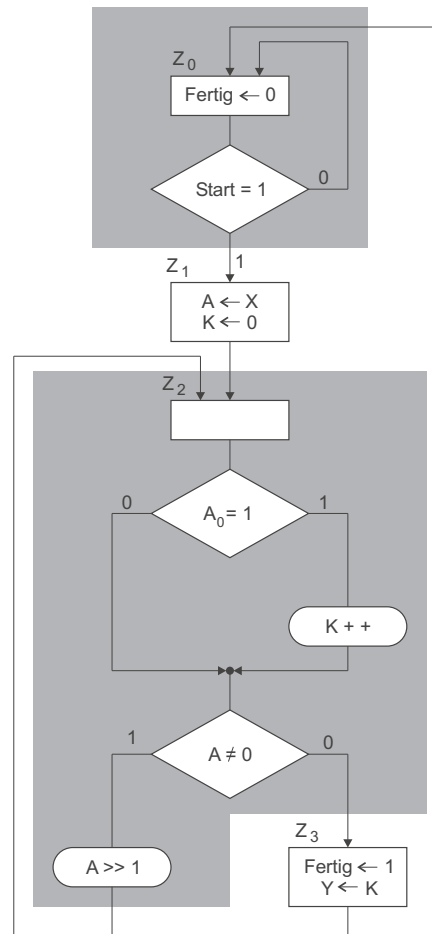 Z0
Fertig ← 0
Start = 1
0
1
Z1
A ← X
K ← 0
Z2
A0 = 1
0
1
K + +
A ≠ 0
1
0
A >> 1
Z3
Fertig ← 1
Y ← K